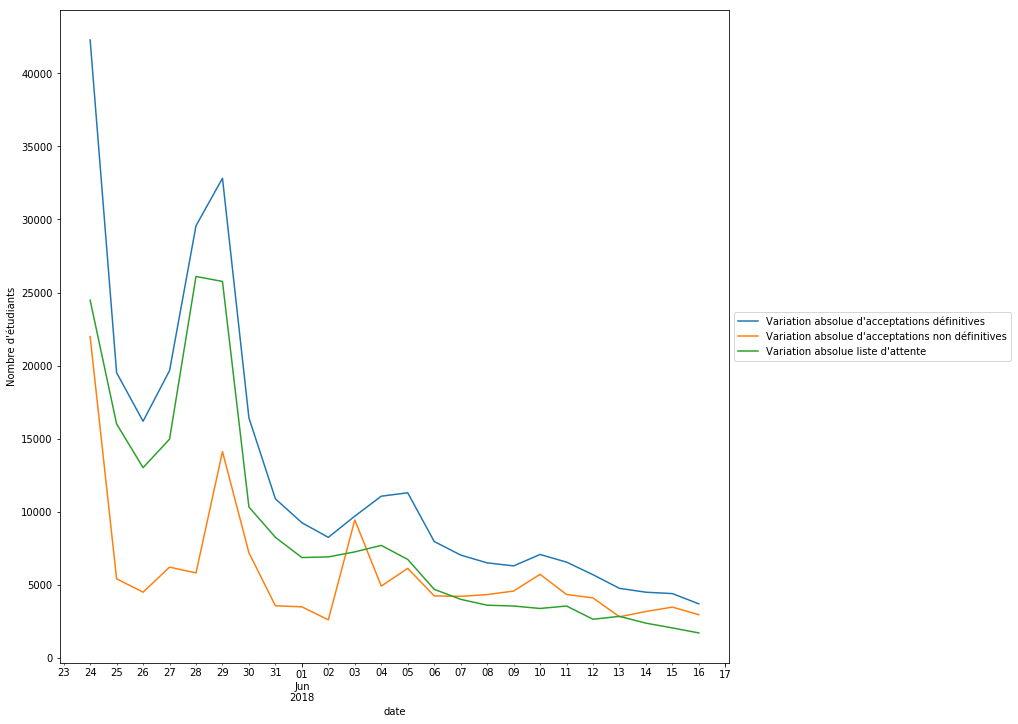 40000
35000
30000
25000
20000
15000
10000
5000
0
Nombre d'étudiants
23 24 25 26 27 28 29 30 31 01 02 03 04 05 06 07 08 09 10 11 12 13 14 15 16 17
Jun
2018
date
Variation absolue d'acceptations définitives
Variation absolue d'acceptations non définitives
Variation absolue liste d'attente